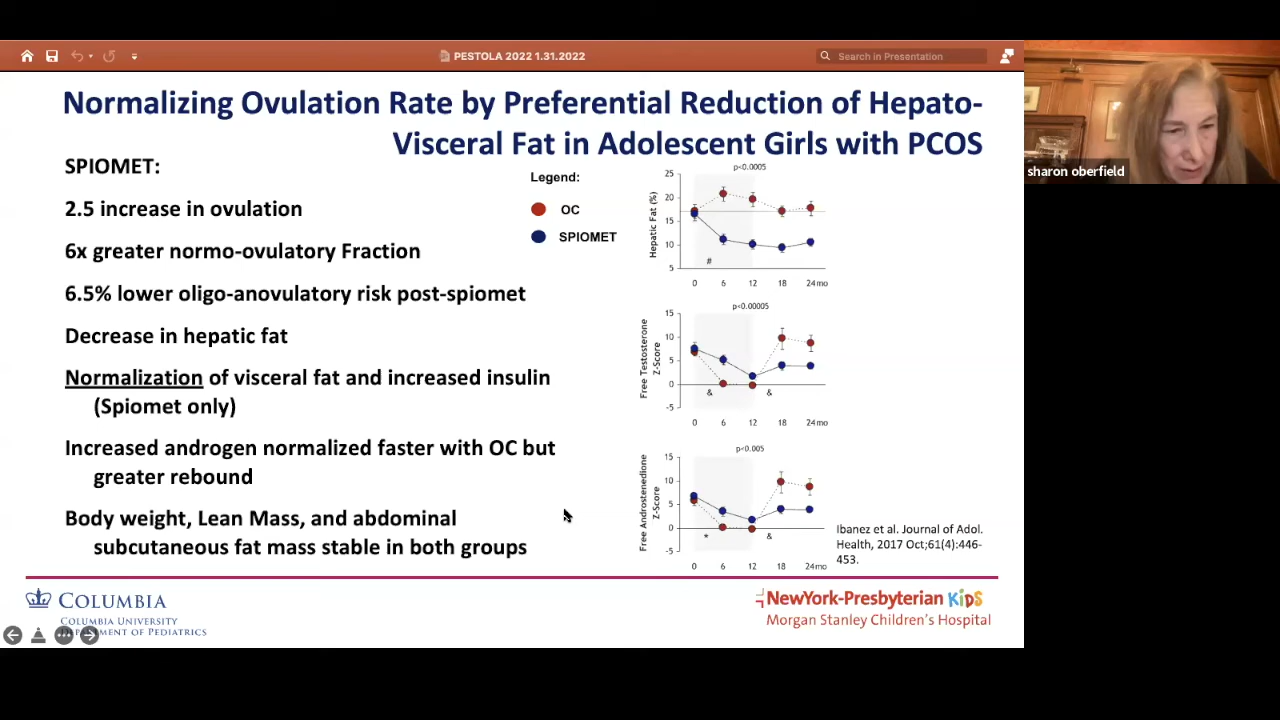 PESTOLA 2022 1.31.2022
Search in Presentation
Normalizing Ovulation Rate by Preferential Reduction of Hepato-
Visceral Fat in Adolescent Girls with PCOS
sharon oberfield
SPIOMET:
2.5 increase in ovulation
6x greater normo-ovulatory Fraction
6.5% lower oligo-anovulatory risk post-spiomet
Decrease in hepatic fat
Normalization of visceral fat and increased insulin
(Spiomet only)
Increased androgen normalized faster with OC but
greater rebound
Body weight, Lean Mass, and abdominal
subcutaneous fat mass stable in both groups
Legend:
OC
SPIOMET
p<0.0005
Hepatic Fat (%)
25
20
15
10
5
#
0 6 12 18 24 mo
p<0.00005
Free Testosterone
Z-Score
15
10
5
0
-5
& &
0 6 12 18 24 mo
p<0.005
Free Androstenedione
Z-Score
15
10
5
0
-5
* &
0 6 12 18 24 mo
Ibanez et al. Journal of Adol.
Health, 2017 Oct;61(4):446-
453.
COLUMBIA
COLUMBIA UNIVERSITY
DEPARTMENT OF PEDIATRICS
NewYork-Presbyterian KiDS
Morgan Stanley Children's Hospital